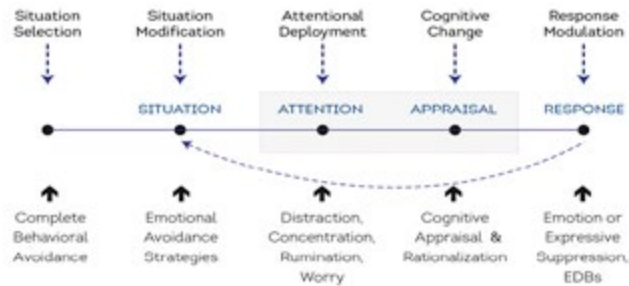 Situation
Selection
Situation
Modification
Attentional
Deployment
Cognitive
Change
Response
Modulation
SITUATION
ATTENTION
APPRAISAL
RESPONSE
Complete
Behavioral
Avoidance
Emotional
Avoidance
Strategies
Distraction,
Concentration,
Rumination,
Worry
Cognitive
Appraisal &
Rationalization
Emotion or
Expressive
Suppression,
EDBs